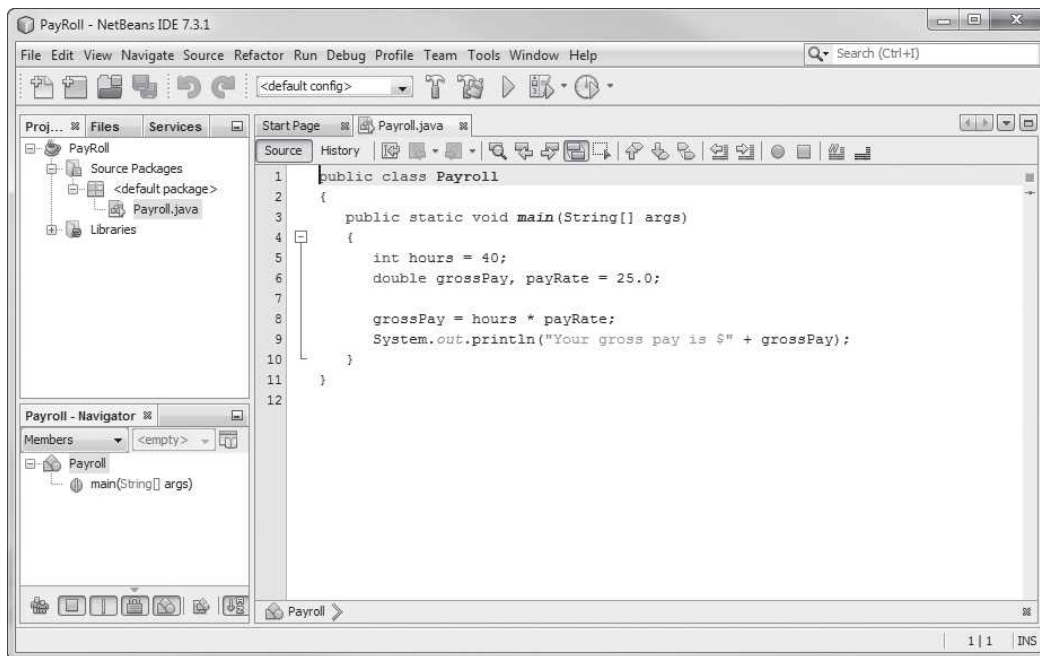 PayRoll - NetBeans IDE 7.3.1
File Edit View Navigate Source Refactor Run Debug Profile Team Tools Window Help
Search (Ctrl+I)
<default config>
Proj... Files Services
PayRoll
Source Packages
<default package>
Payroll.java
Libraries
Start Page Payroll.java
Source History
1 public class Payroll
2 {
3 public static void main(String[] args)
4 {
5 int hours = 40;
6 double grossPay, payRate = 25.0;
7
8 grossPay = hours * payRate;
9 System.out.println("Your gross pay is $" + grossPay);
10 }
11 }
12
Payroll - Navigator
Members <empty>
Payroll
main(String[] args)
Payroll
1 | 1 INS